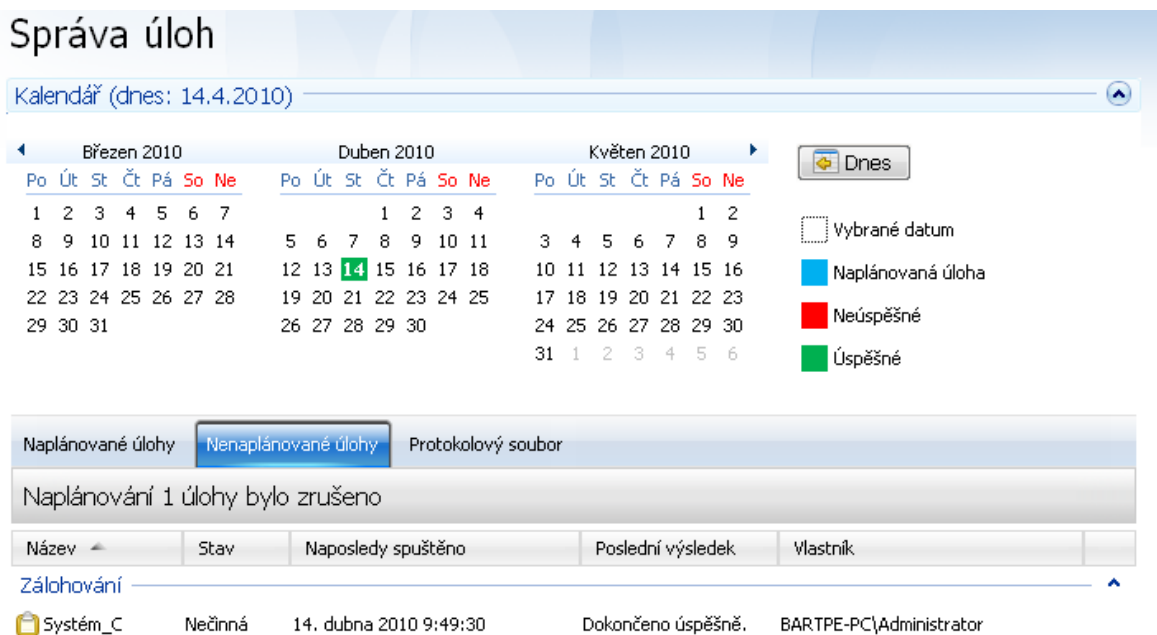 Správa úloh
Kalendář (dnes: 14.4.2010)
Březen 2010 Duben 2010 Květen 2010
Dnes
Po Út St Čt Pá So Ne Po Út St Čt Pá So Ne Po Út St Čt Pá So Ne
1 2 3 4 5 6 7 1 2 3 4 1 2
Vybrané datum
8 9 10 11 12 13 14 5 6 7 8 9 10 11 3 4 5 6 7 8 9
15 16 17 18 19 20 21 12 13 14 15 16 17 18 10 11 12 13 14 15 16
Naplánovaná úloha
22 23 24 25 26 27 28 19 20 21 22 23 24 25 17 18 19 20 21 22 23
Neúspěšné
29 30 31 26 27 28 29 30 24 25 26 27 28 29 30
31 1 2 3 4 5 6
Úspěšné
Naplánované úlohy Nenaplánované úlohy Protokolový soubor
Naplánování 1 úlohy bylo zrušeno
Název Stav Naposledy spuštěno Poslední výsledek Vlastník
Zálohování
Systém_C Nečinná 14. dubna 2010 9:49:30 Dokončeno úspěšně. BARTPE-PC\Administrator